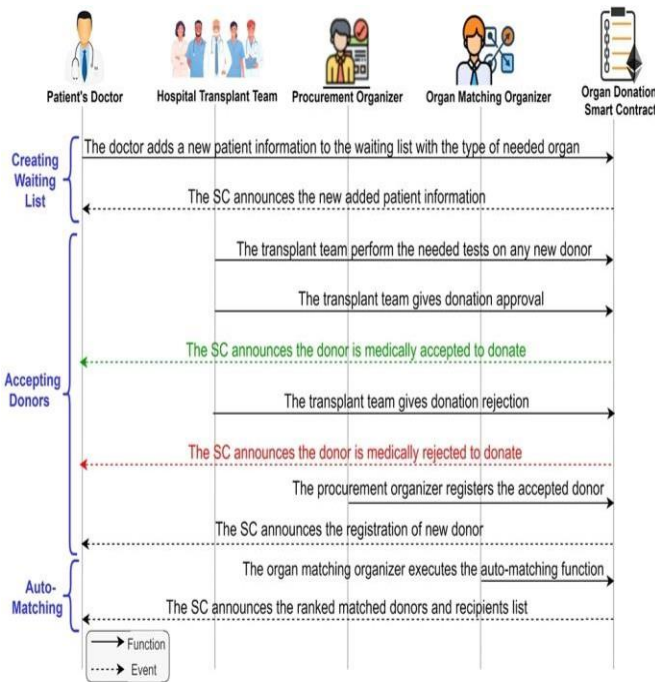 Patient's Doctor
Hospital Transplant Team
Procurement Organizer
Organ Matching Organizer
Organ Donation
Smart Contract
Creating
Waiting
List
The doctor adds a new patient information to the waiting list with the type of needed organ
The SC announces the new added patient information
Accepting
Donors
The transplant team perform the needed tests on any new donor
The transplant team gives donation approval
The SC announces the donor is medically accepted to donate
The transplant team gives donation rejection
The SC announces the donor is medically rejected to donate
The procurement organizer registers the accepted donor
The SC announces the registration of new donor
Auto-
Matching
The organ matching organizer executes the auto-matching function
The SC announces the ranked matched donors and recipients list
Function
Event